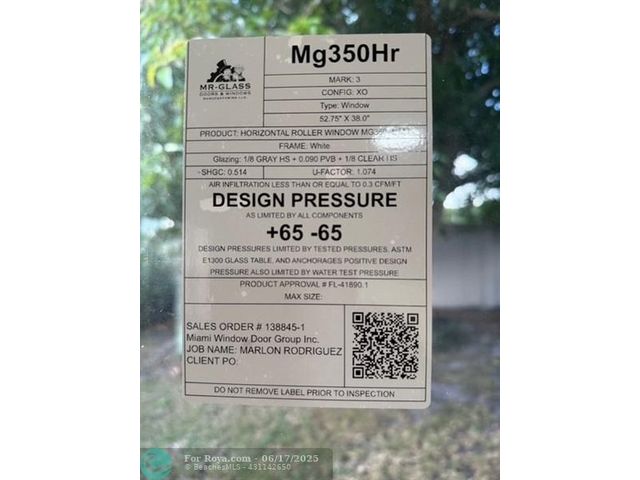 Mg350Hr
MR-GLASS
DOORS & WINDOWS
MANUFACTURING LLC
MARK: 3
CONFIG: XO
Type: Window
52.75" X 38.0"
PRODUCT: HORIZONTAL ROLLER WINDOW
FRAME: White
Glazing: 1/8 GRAY HS + 0.090 PVB + 1/8 CLEAR HS
SHGC: 0.514 U-FACTOR: 1.074
AIR INFILTRATION LESS THAN OR EQUAL TO 0.3 CFM/FT
DESIGN PRESSURE
AS LIMITED BY ALL COMPONENTS
+65 -65
DESIGN PRESSURES LIMITED BY TESTED PRESSURES, ASTM
E1300 GLASS TABLE, AND ANCHORAGES POSITIVE DESIGN
PRESSURE ALSO LIMITED BY WATER TEST PRESSURE
PRODUCT APPROVAL # FL-41890.1
MAX SIZE:
SALES ORDER # 138845-1
Miami Window Door Group Inc.
JOB NAME: MARLON RODRIGUEZ
CLIENT PO:
DO NOT REMOVE LABEL PRIOR TO INSPECTION
For Roya.com - 06/17/2025
© BeachesMLS - 431142650